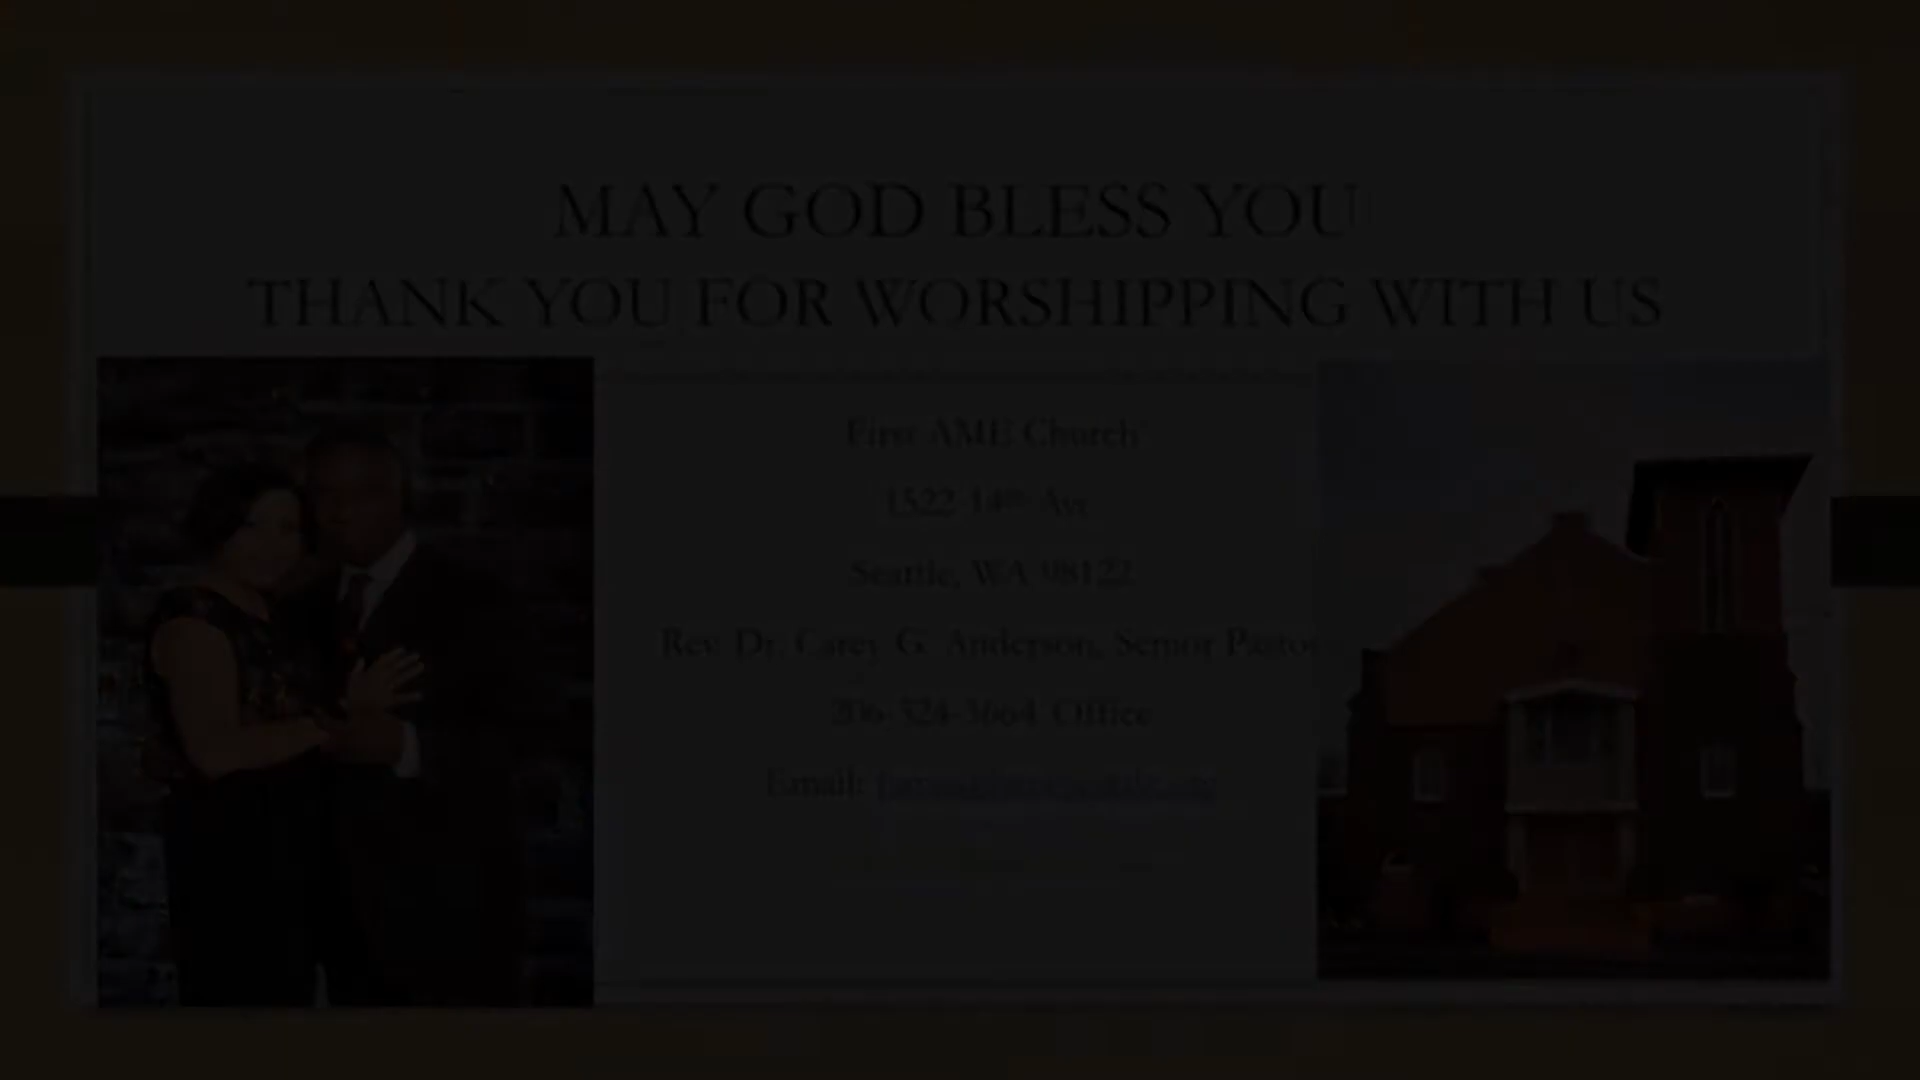 MAY GOD BLESS YOU
THANK YOU FOR WORSHIPPING WITH US
First AME Church
1522 14th Ave
Seattle, WA 98122
Rev. Dr. Carey G. Anderson, Senior Pastor
206-324-3664 Office
Email: